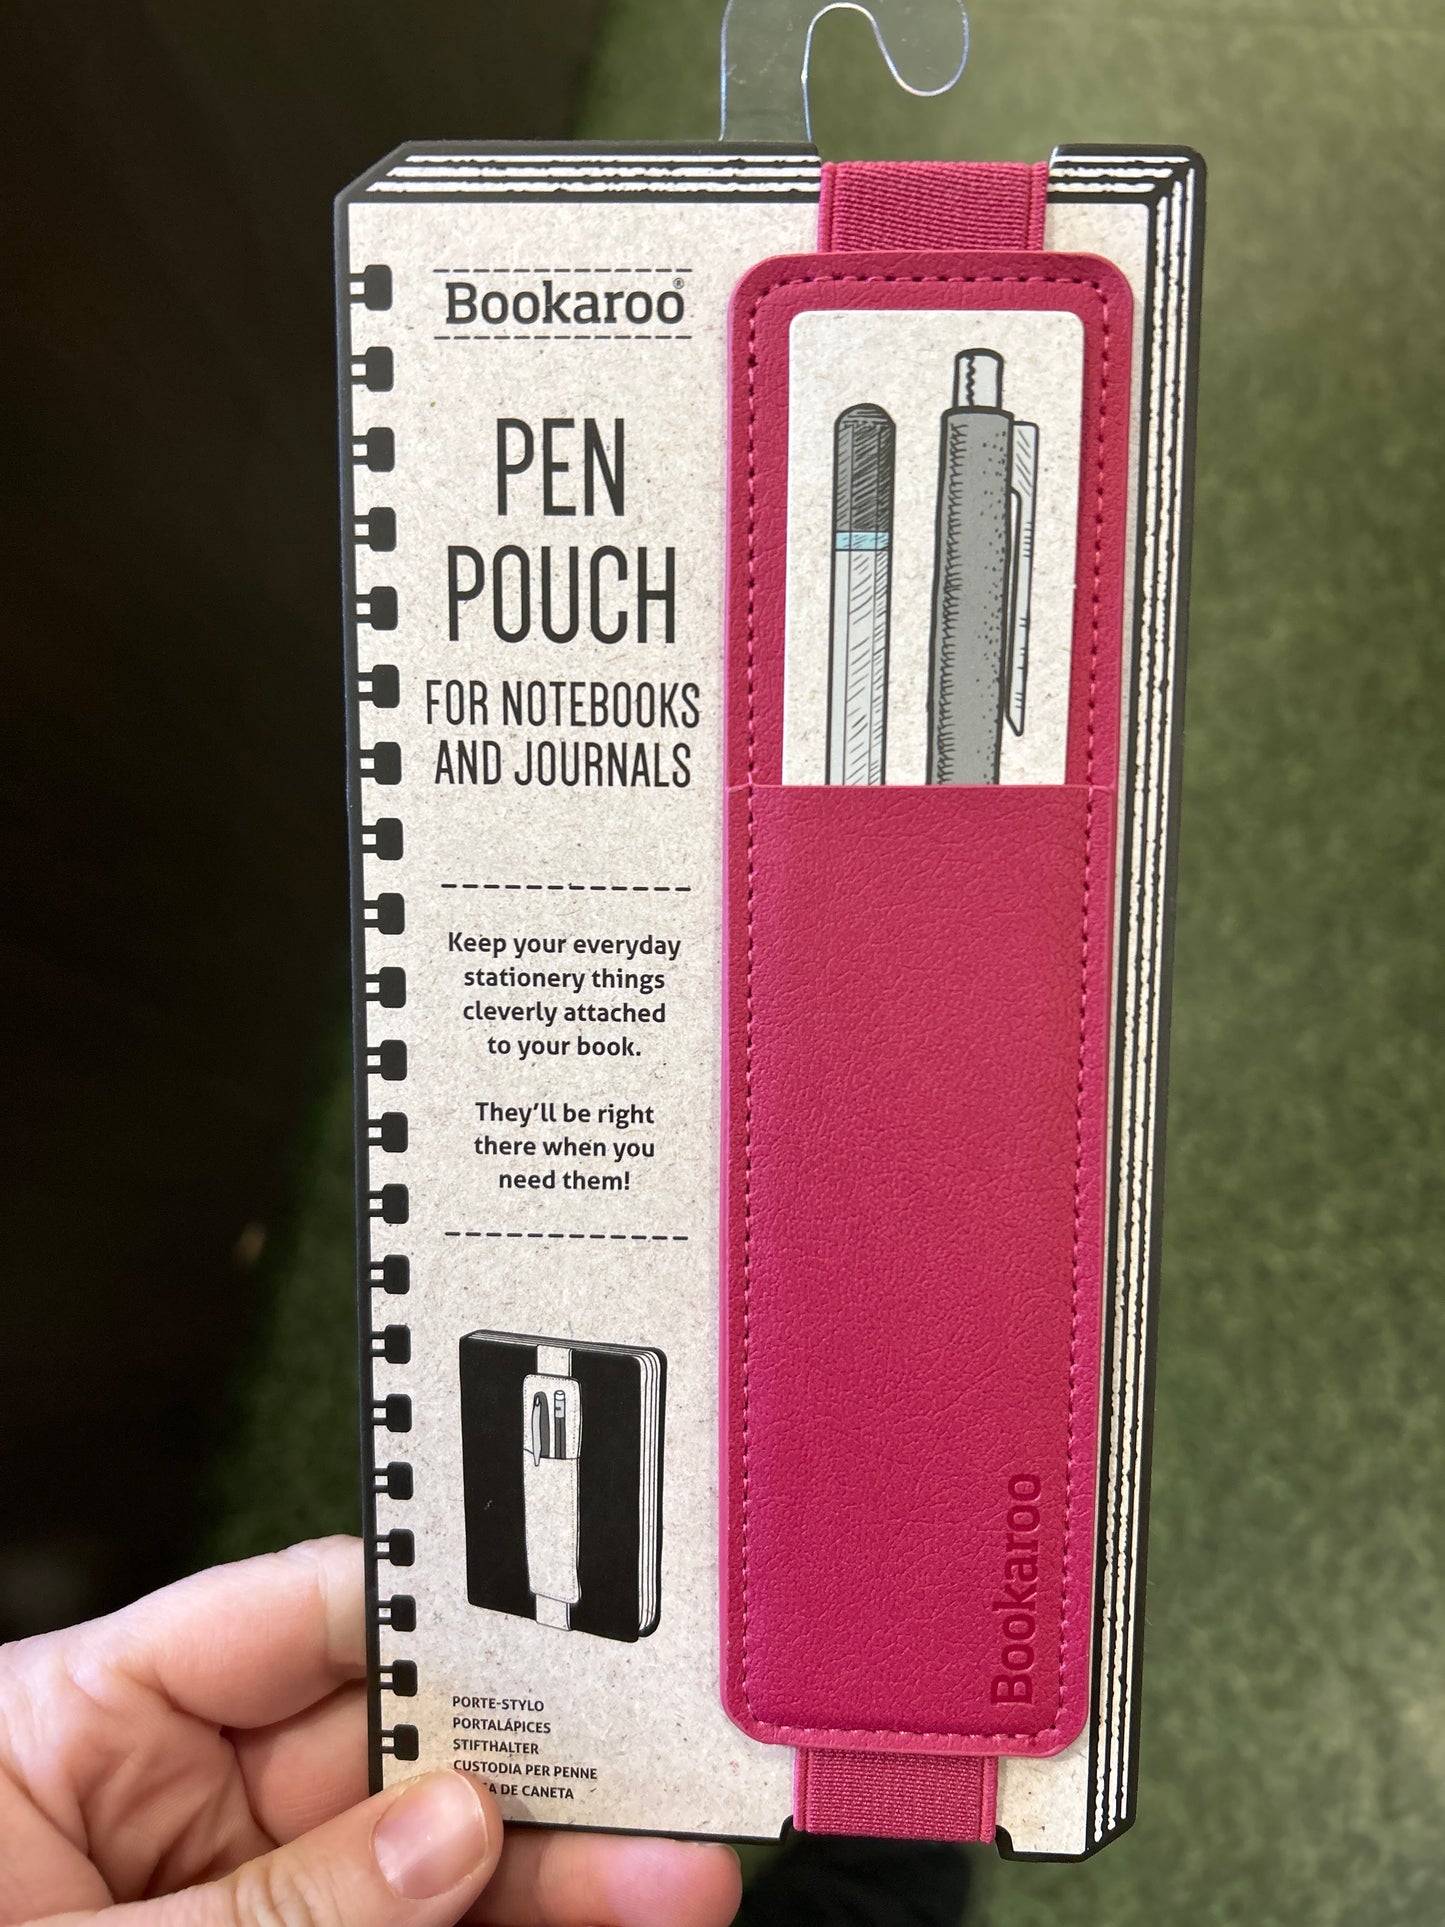 Bookaroo®
PEN
POUCH
FOR NOTEBOOKS
AND JOURNALS
Keep your everyday
stationery things
cleverly attached
to your book.
They'll be right
there when you
need them!
PORTE-STYLO
PORTALÁPICES
STIFTHALTER
CUSTODIA PER PENNE
DE CANETA
Bookaroo